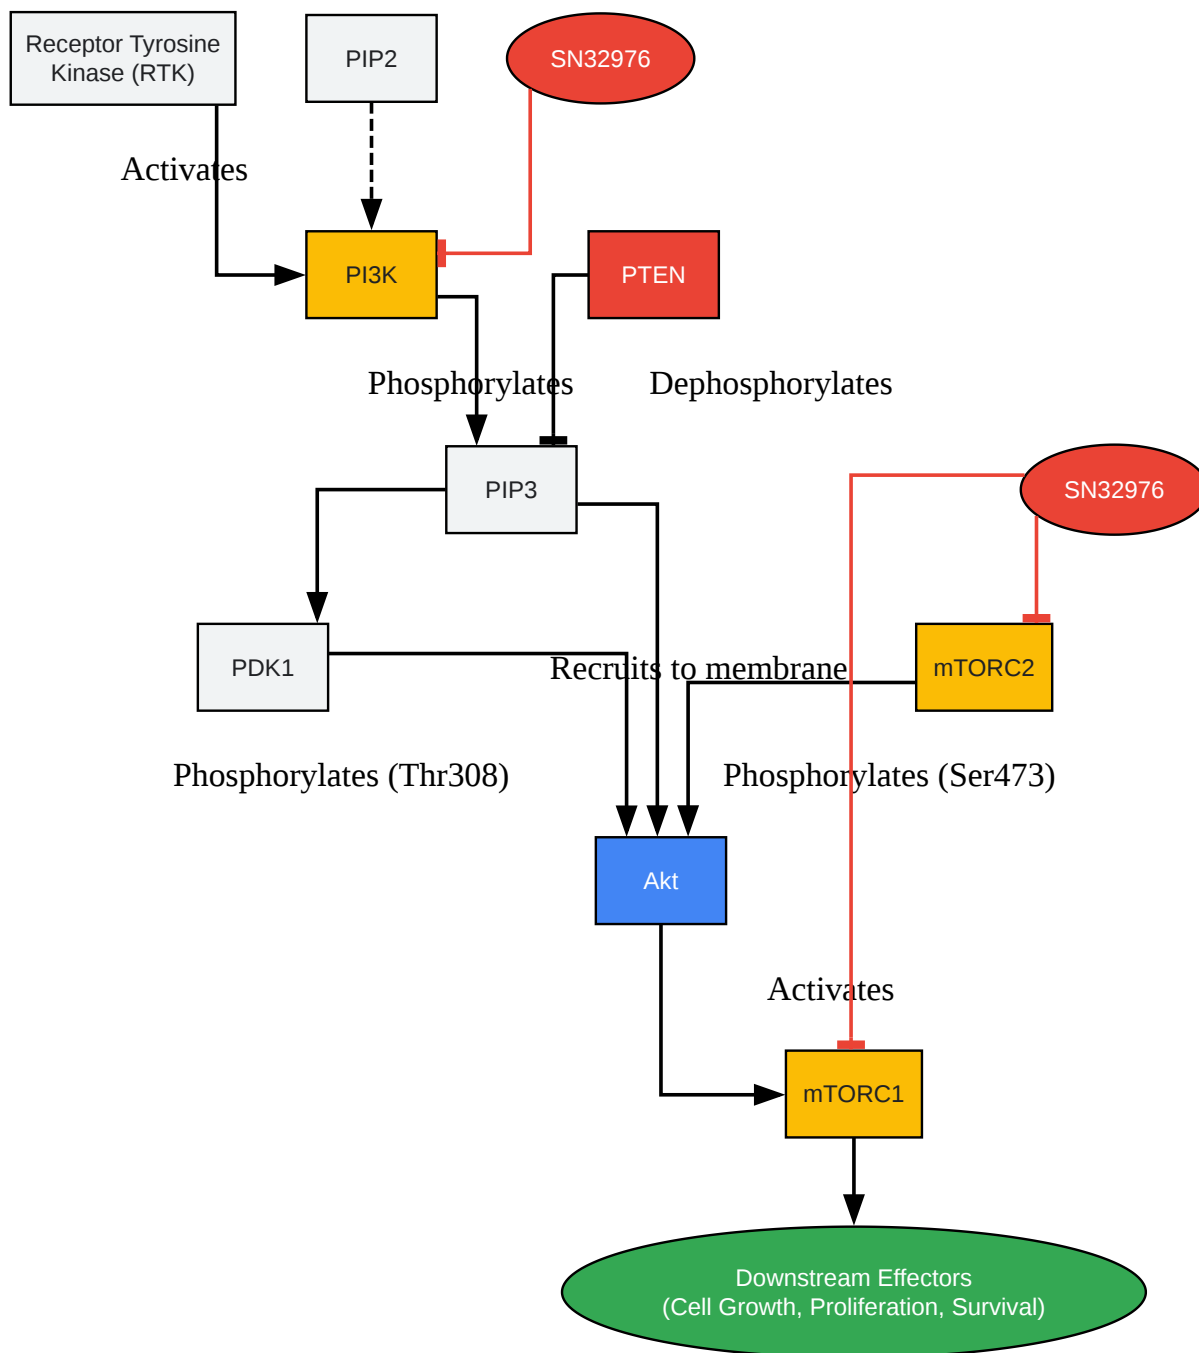 Receptor Tyrosine
Kinase (RTK)
PIP2
SN32976
Activates
PI3K
PTEN
Phosphorylates
Dephosphorylates
PIP3
SN32976
PDK1
Recruits to membrane
mTORC2
Phosphorylates (Thr308)
Phosphorylates (Ser473)
Akt
Activates
mTORC1
Downstream Effectors
(Cell Growth, Proliferation, Survival)